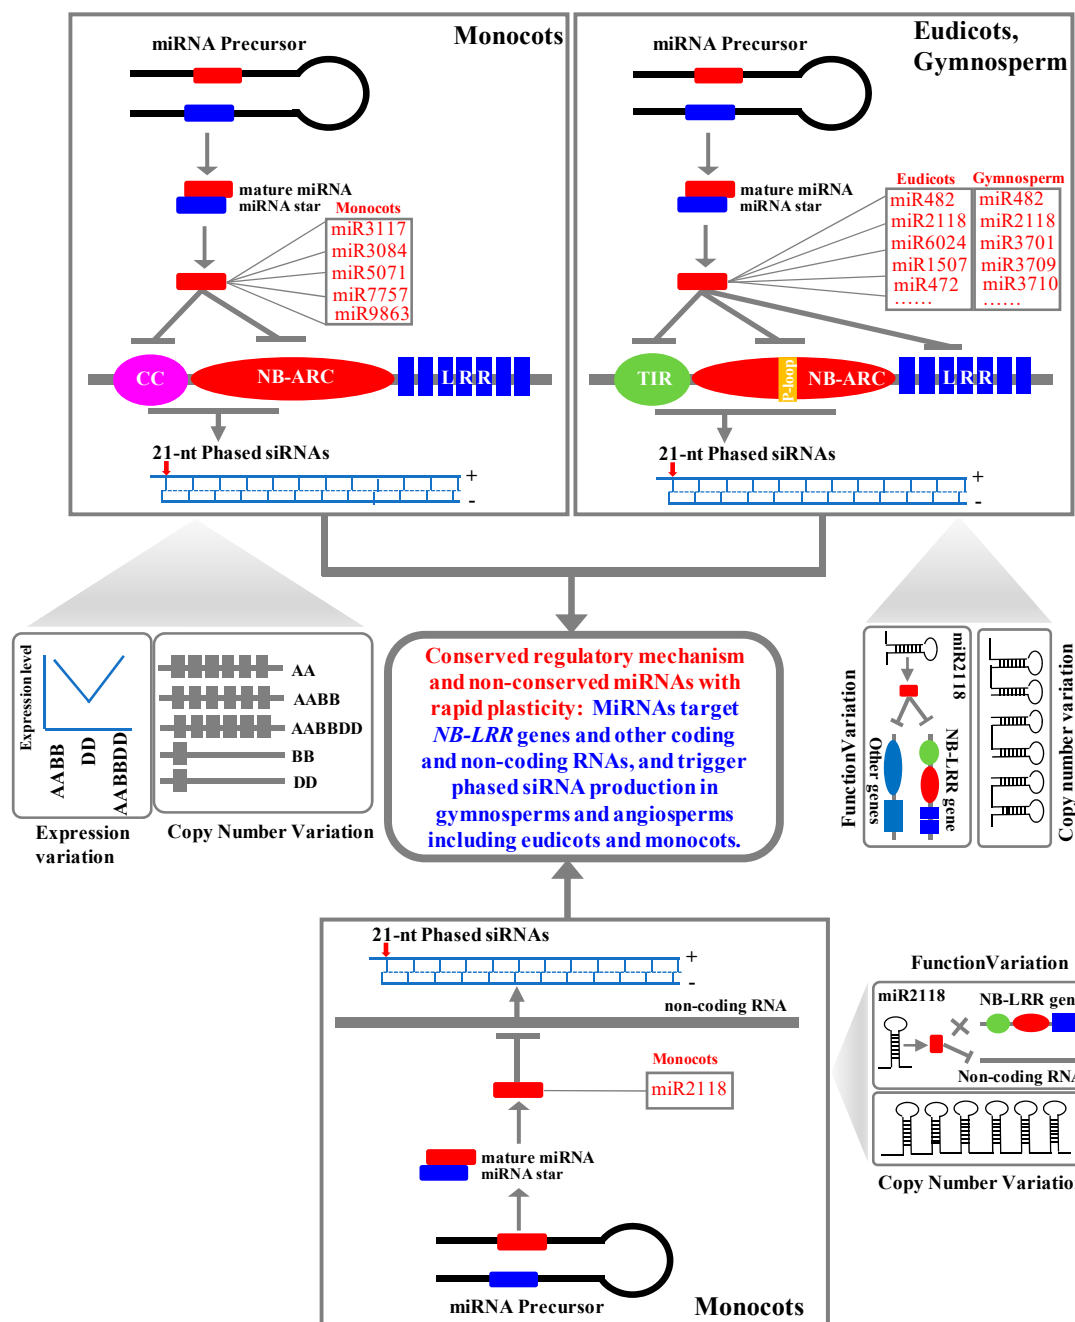 Monocots
miRNA Precursor
mature miRNA
miRNA star
Monocots
miR3117
miR3084
miR5071
miR7757
miR9863
CC
NB-ARC
LRR
21-nt Phased siRNAs
+
-
Eudicots,
Gymnosperm
miRNA Precursor
mature miRNA
miRNA star
Eudicots
miR482
miR2118
miR6024
miR1507
miR472
......
Gymnosperm
miR482
miR2118
miR3701
miR3709
miR3710
......
TIR
P-loop
NB-ARC
LRR
21-nt Phased siRNAs
+
-
Expression level
AABB
DD
AABBDD
Expression
variation
AA
AABB
AABBDD
BB
DD
Copy Number Variation
Conserved regulatory mechanism
and non-conserved miRNAs with
rapid plasticity: MiRNAs target
NB-LRR genes and other coding
and non-coding RNAs, and trigger
phased siRNA production in
gymnosperms and angiosperms
including eudicots and monocots.
FunctionVariation
miR2118
Other genes
NB-LRR gene
Copy number variation
21-nt Phased siRNAs
+
-
non-coding RNA
Monocots
miR2118
mature miRNA
miRNA star
miRNA Precursor
Monocots
FunctionVariation
miR2118
NB-LRR gen
Non-coding RN
Copy Number Variation